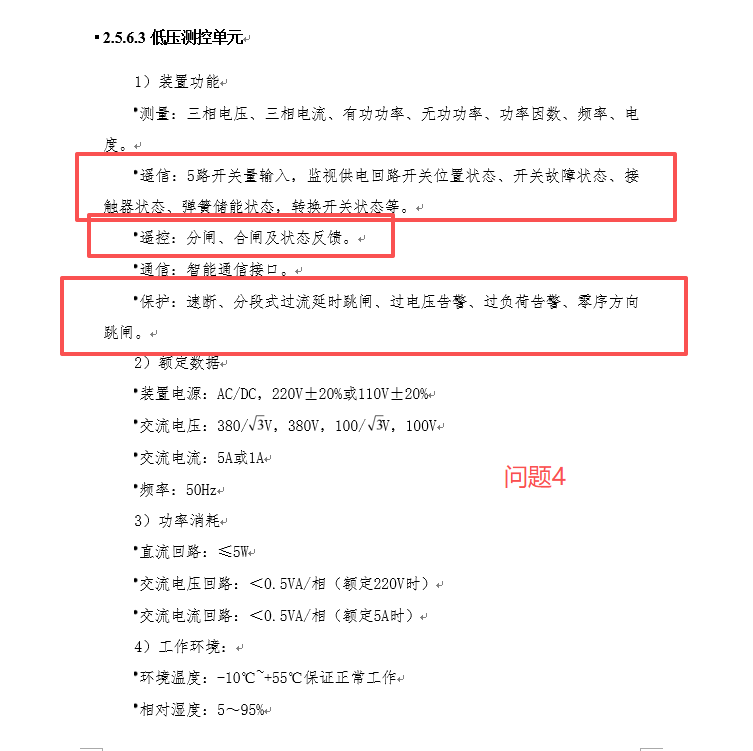 ▪2.5.6.3 低压测控单元↵
1）装置功能↵
•测量：三相电压、三相电流、有功功率、无功功率、功率因数、频率、电
度。↵
•遥信：5路开关量输入，监视供电回路开关位置状态、开关故障状态、接
触器状态、弹簧储能状态，转换开关状态等。↵
•遥控：分闸、合闸及状态反馈。↵
•通信：智能通信接口。↵
•保护：速断、分段式过流延时跳闸、过电压告警、过负荷告警、零序方向
跳闸。↵
2）额定数据↵
•装置电源：AC/DC，220V±20%或110V±20%↵
•交流电压：380/√3V，380V，100/√3V，100V↵
•交流电流：5A或1A↵
问题4
•频率：50Hz↵
3）功率消耗↵
•直流回路：≤5W↵
•交流电压回路：＜0.5VA/相（额定220V时）↵
•交流电流回路：＜0.5VA/相（额定5A时）↵
4）工作环境：↵
•环境温度：-10℃~+55℃保证正常工作↵
•相对湿度：5～95%↵